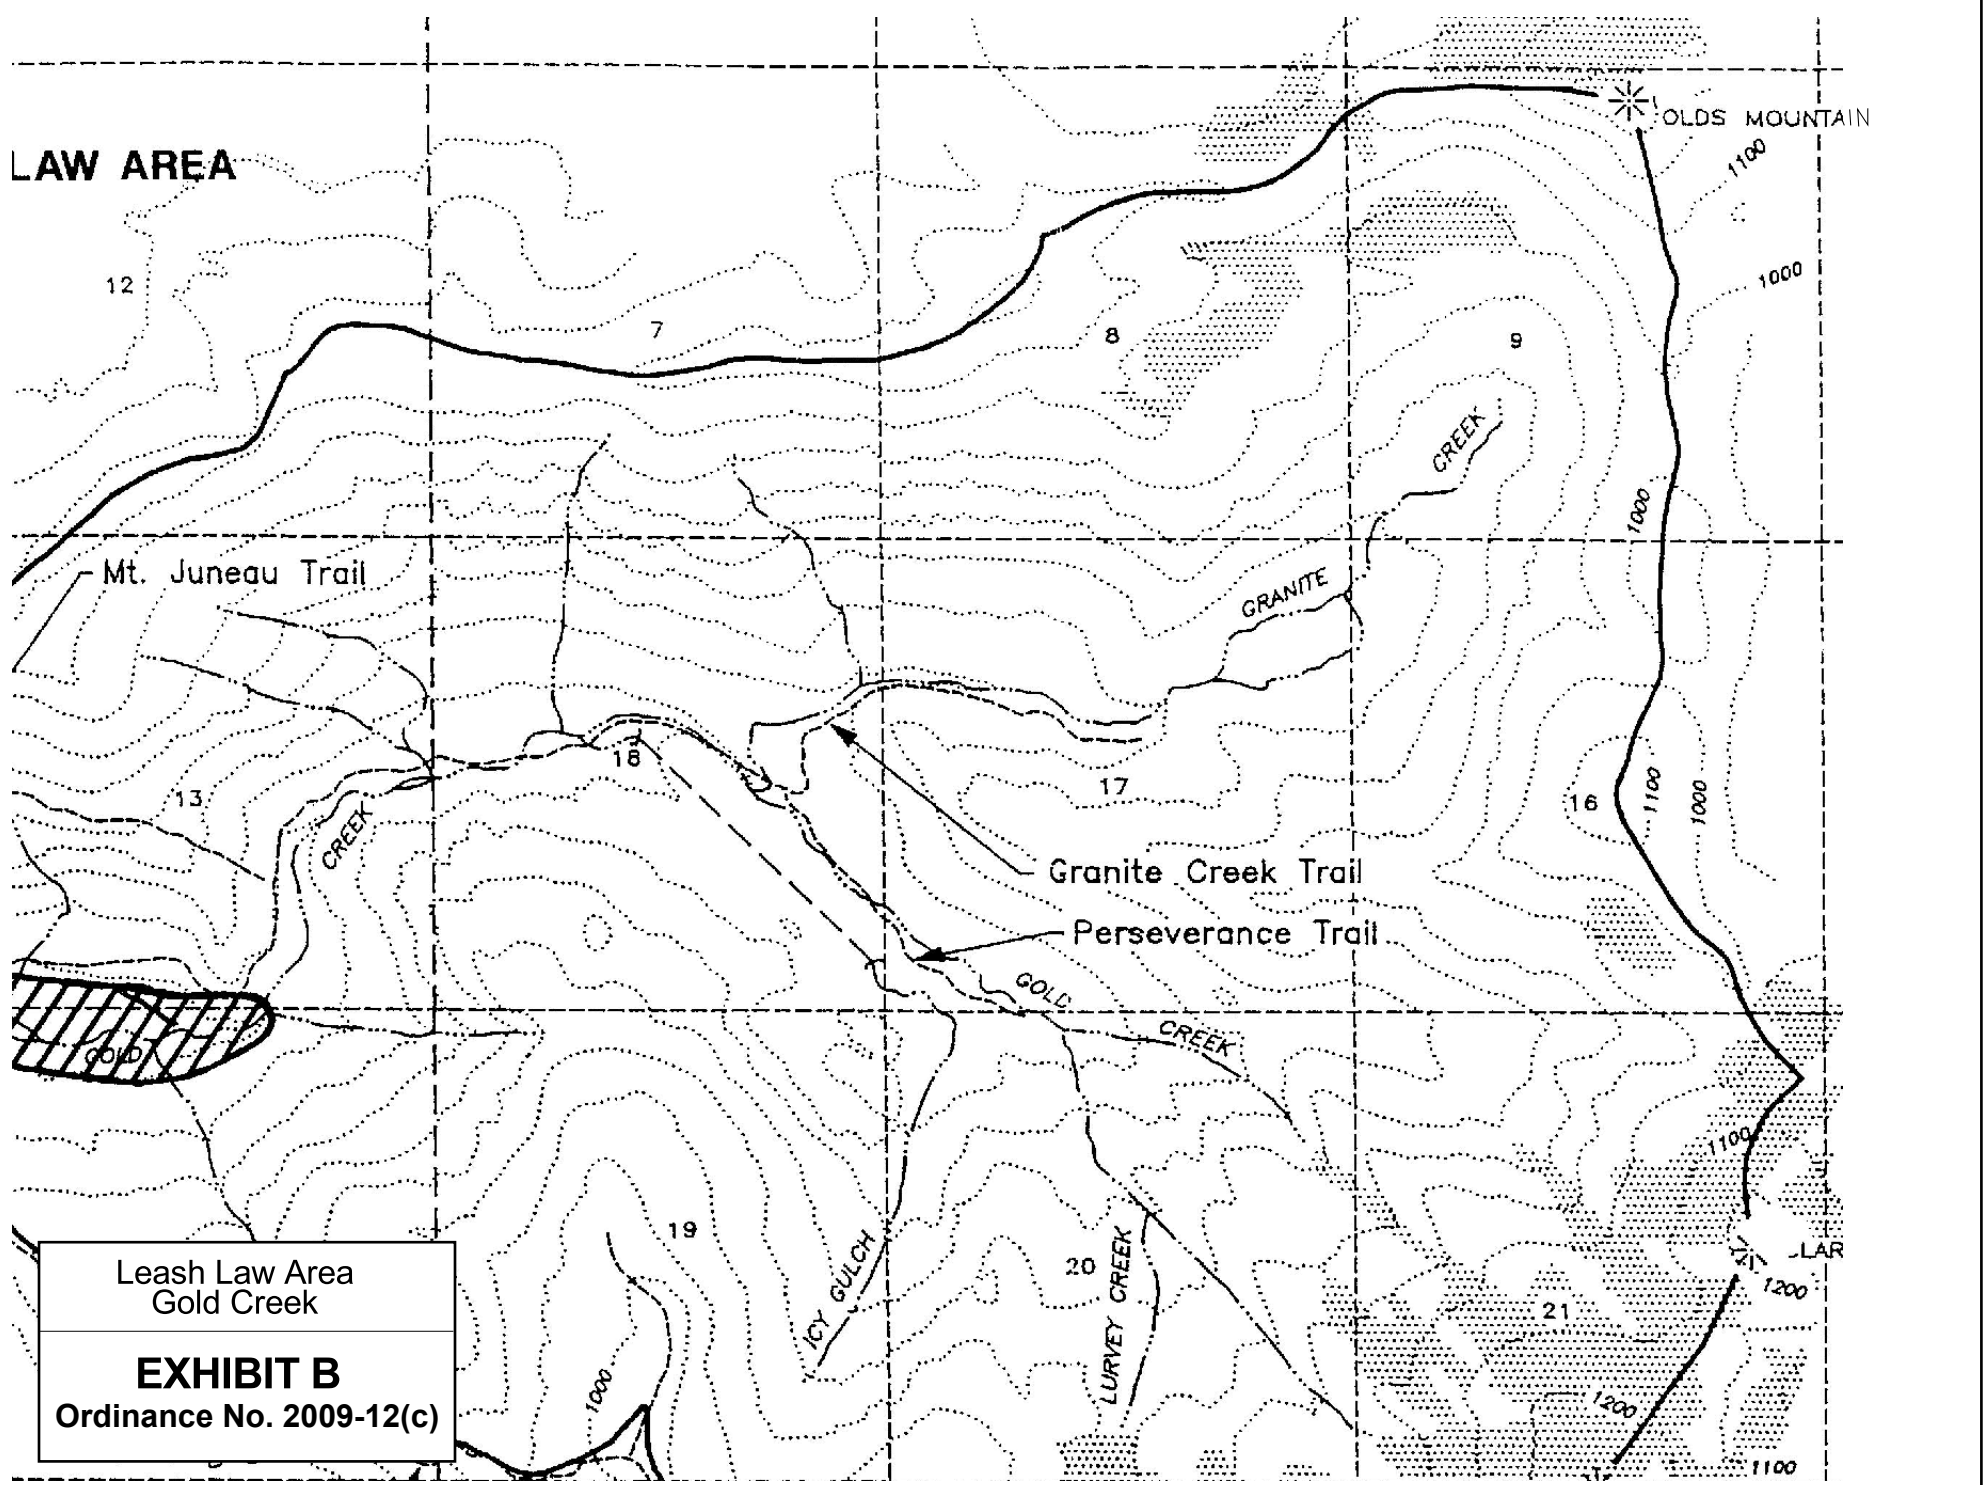 OLDS MOUNTAIN
1100
LAW AREA
1000
12
7
8
9
CREEK
1000
Mt. Juneau Trail
GRANITE
18
17
13
16
1100
1000
CREEK
Granite Creek Trail
Perseverance Trail
GOLD
CREEK
GOLD
1100
19
ICY GULCH
20
LURVEY CREEK
LAR
1200
21
1000
1200
1100
Leash Law Area
Gold Creek
EXHIBIT B
Ordinance No. 2009-12(c)